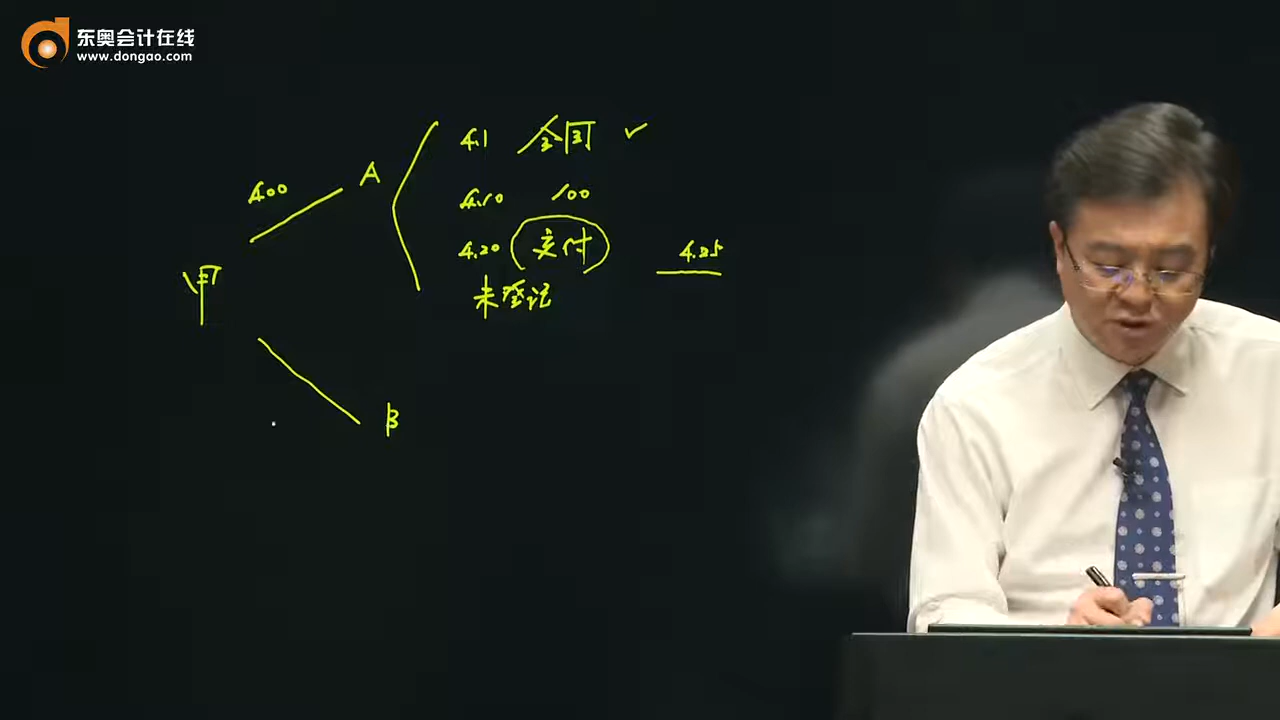 东奥会计在线
www.dongao.com
4.1 合同 ✓
400 A
4.10 100
4.20 交付 4.25
未登记
甲
B